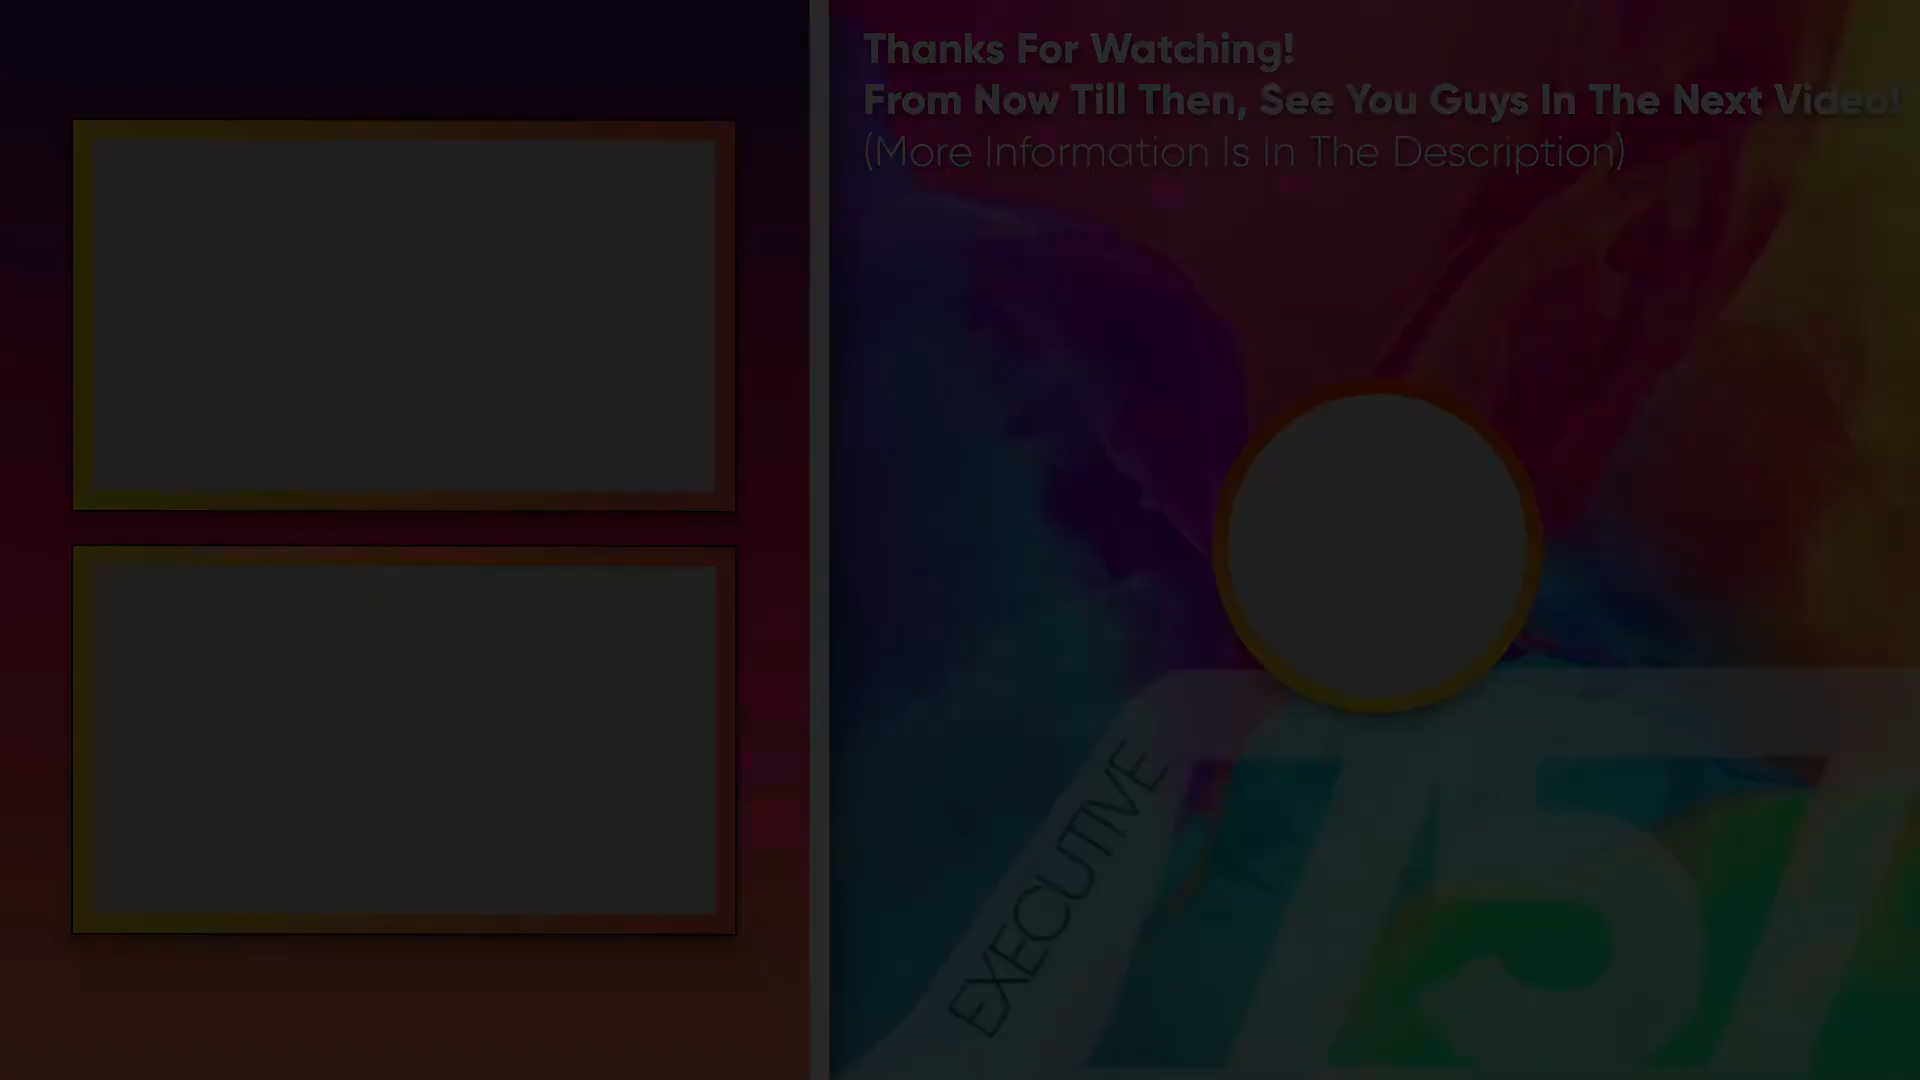 Thanks For Watching!
From Now Till Then, See You Guys In The Next Video!
(More Information Is In The Description)
EXECUTIVE